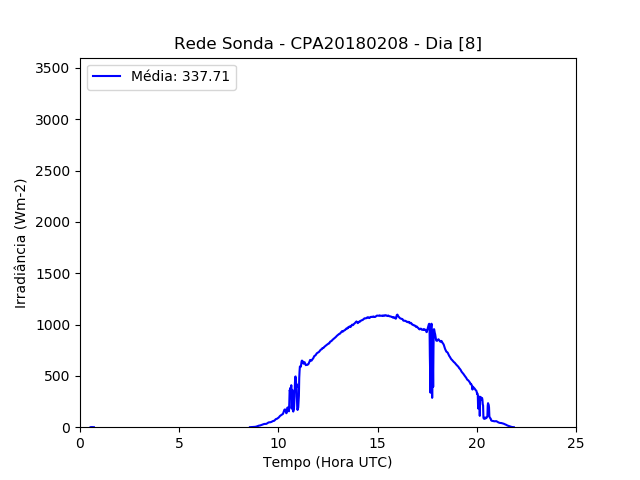 Rede Sonda - CPA20180208 - Dia [8]
Média: 337.71
3500
3000
2500
2000
1500
1000
500
0
Irradiância (Wm-2)
0 5 10 15 20 25
Tempo (Hora UTC)